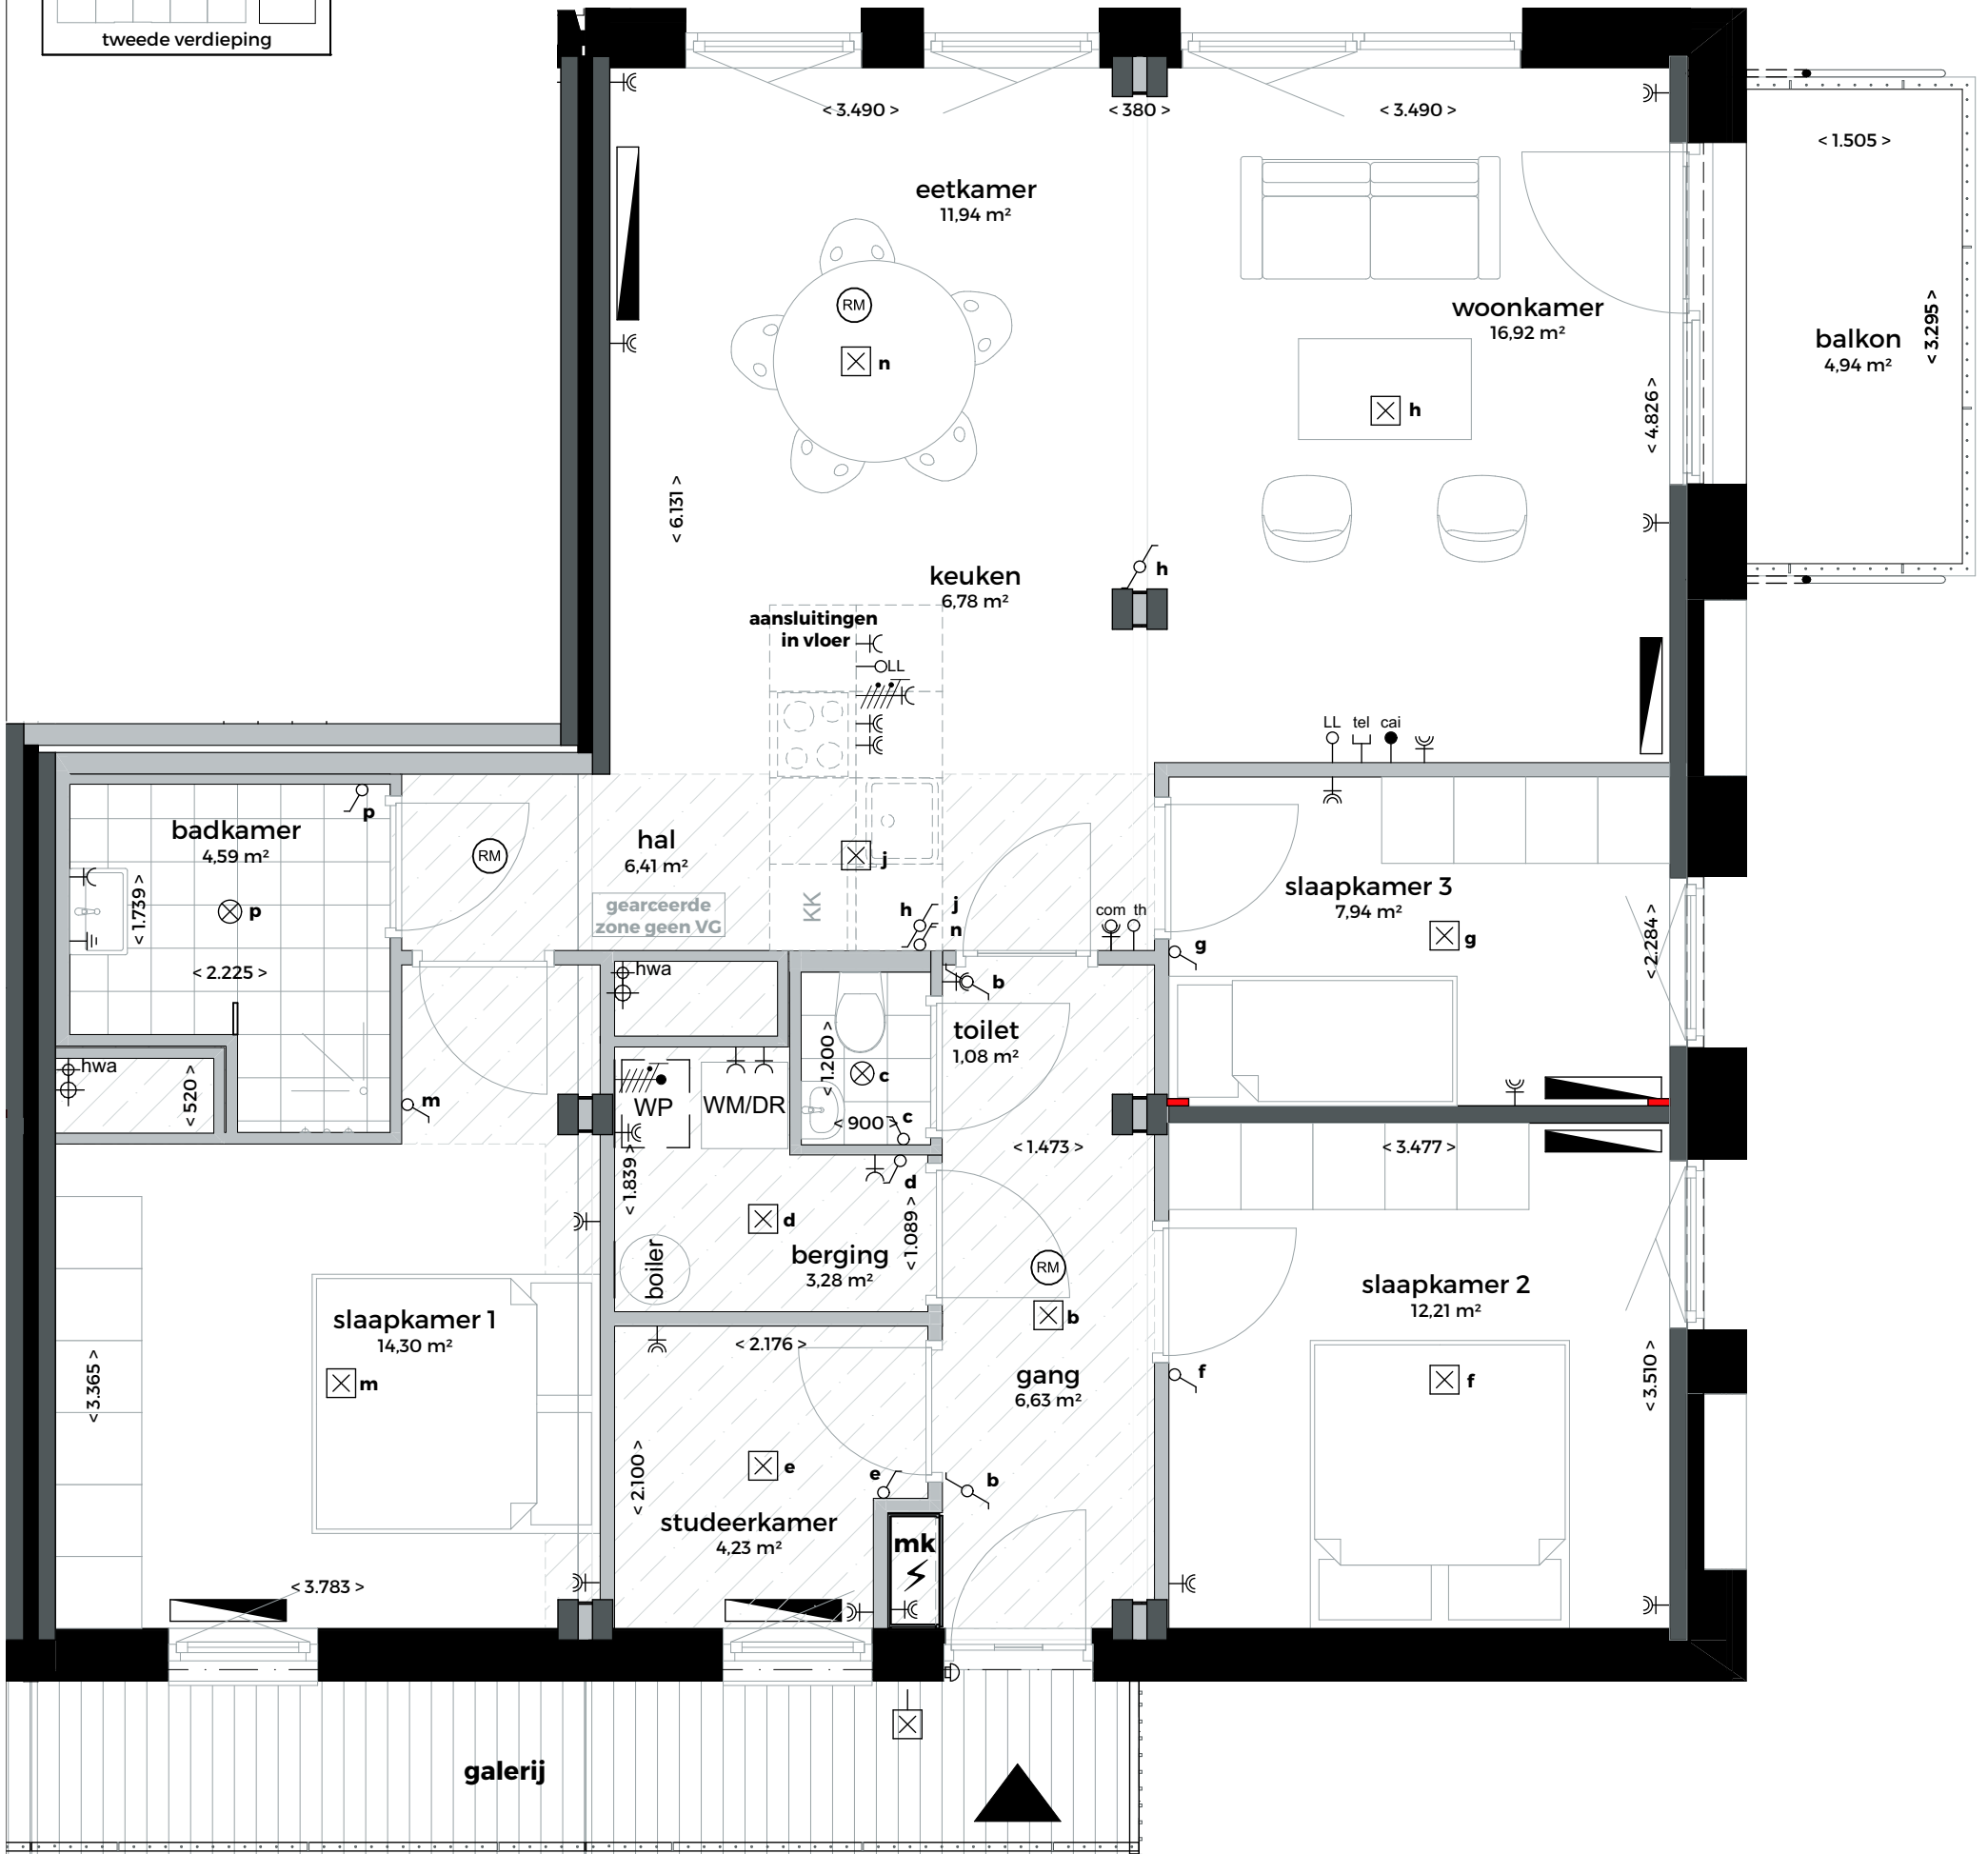 tweede verdieping
< 3.490 >
< 380 >
< 3.490 >
< 1.505 >
eetkamer
11,94 m²
RM
n
woonkamer
16,92 m²
h
< 4.826 >
balkon
4,94 m²
< 3.295 >
< 6.131 >
keuken
6,78 m²
h
aansluitingen
in vloer
LL
LL tel cai
p
badkamer
4,59 m²
RM
hal
6,41 m²
j
< 1.739 >
p
gearceerde
zone geen VG
KK
h j
n
com th
slaapkamer 3
7,94 m²
g
g
< 2.284 >
< 2.225 >
hwa
b
toilet
1,08 m²
hwa
< 520 >
m
WP
WM/DR
< 1.200 >
c
c
< 900 >
< 1.473 >
< 3.477 >
< 1.839 >
d
d
< 1.089 >
berging
3,28 m²
boiler
RM
b
slaapkamer 2
12,21 m²
slaapkamer 1
14,30 m²
m
< 3.365 >
< 2.176 >
gang
6,63 m²
f
f
< 3.510 >
< 2.100 >
e
e
b
studeerkamer
4,23 m²
mk
< 3.783 >
galerij